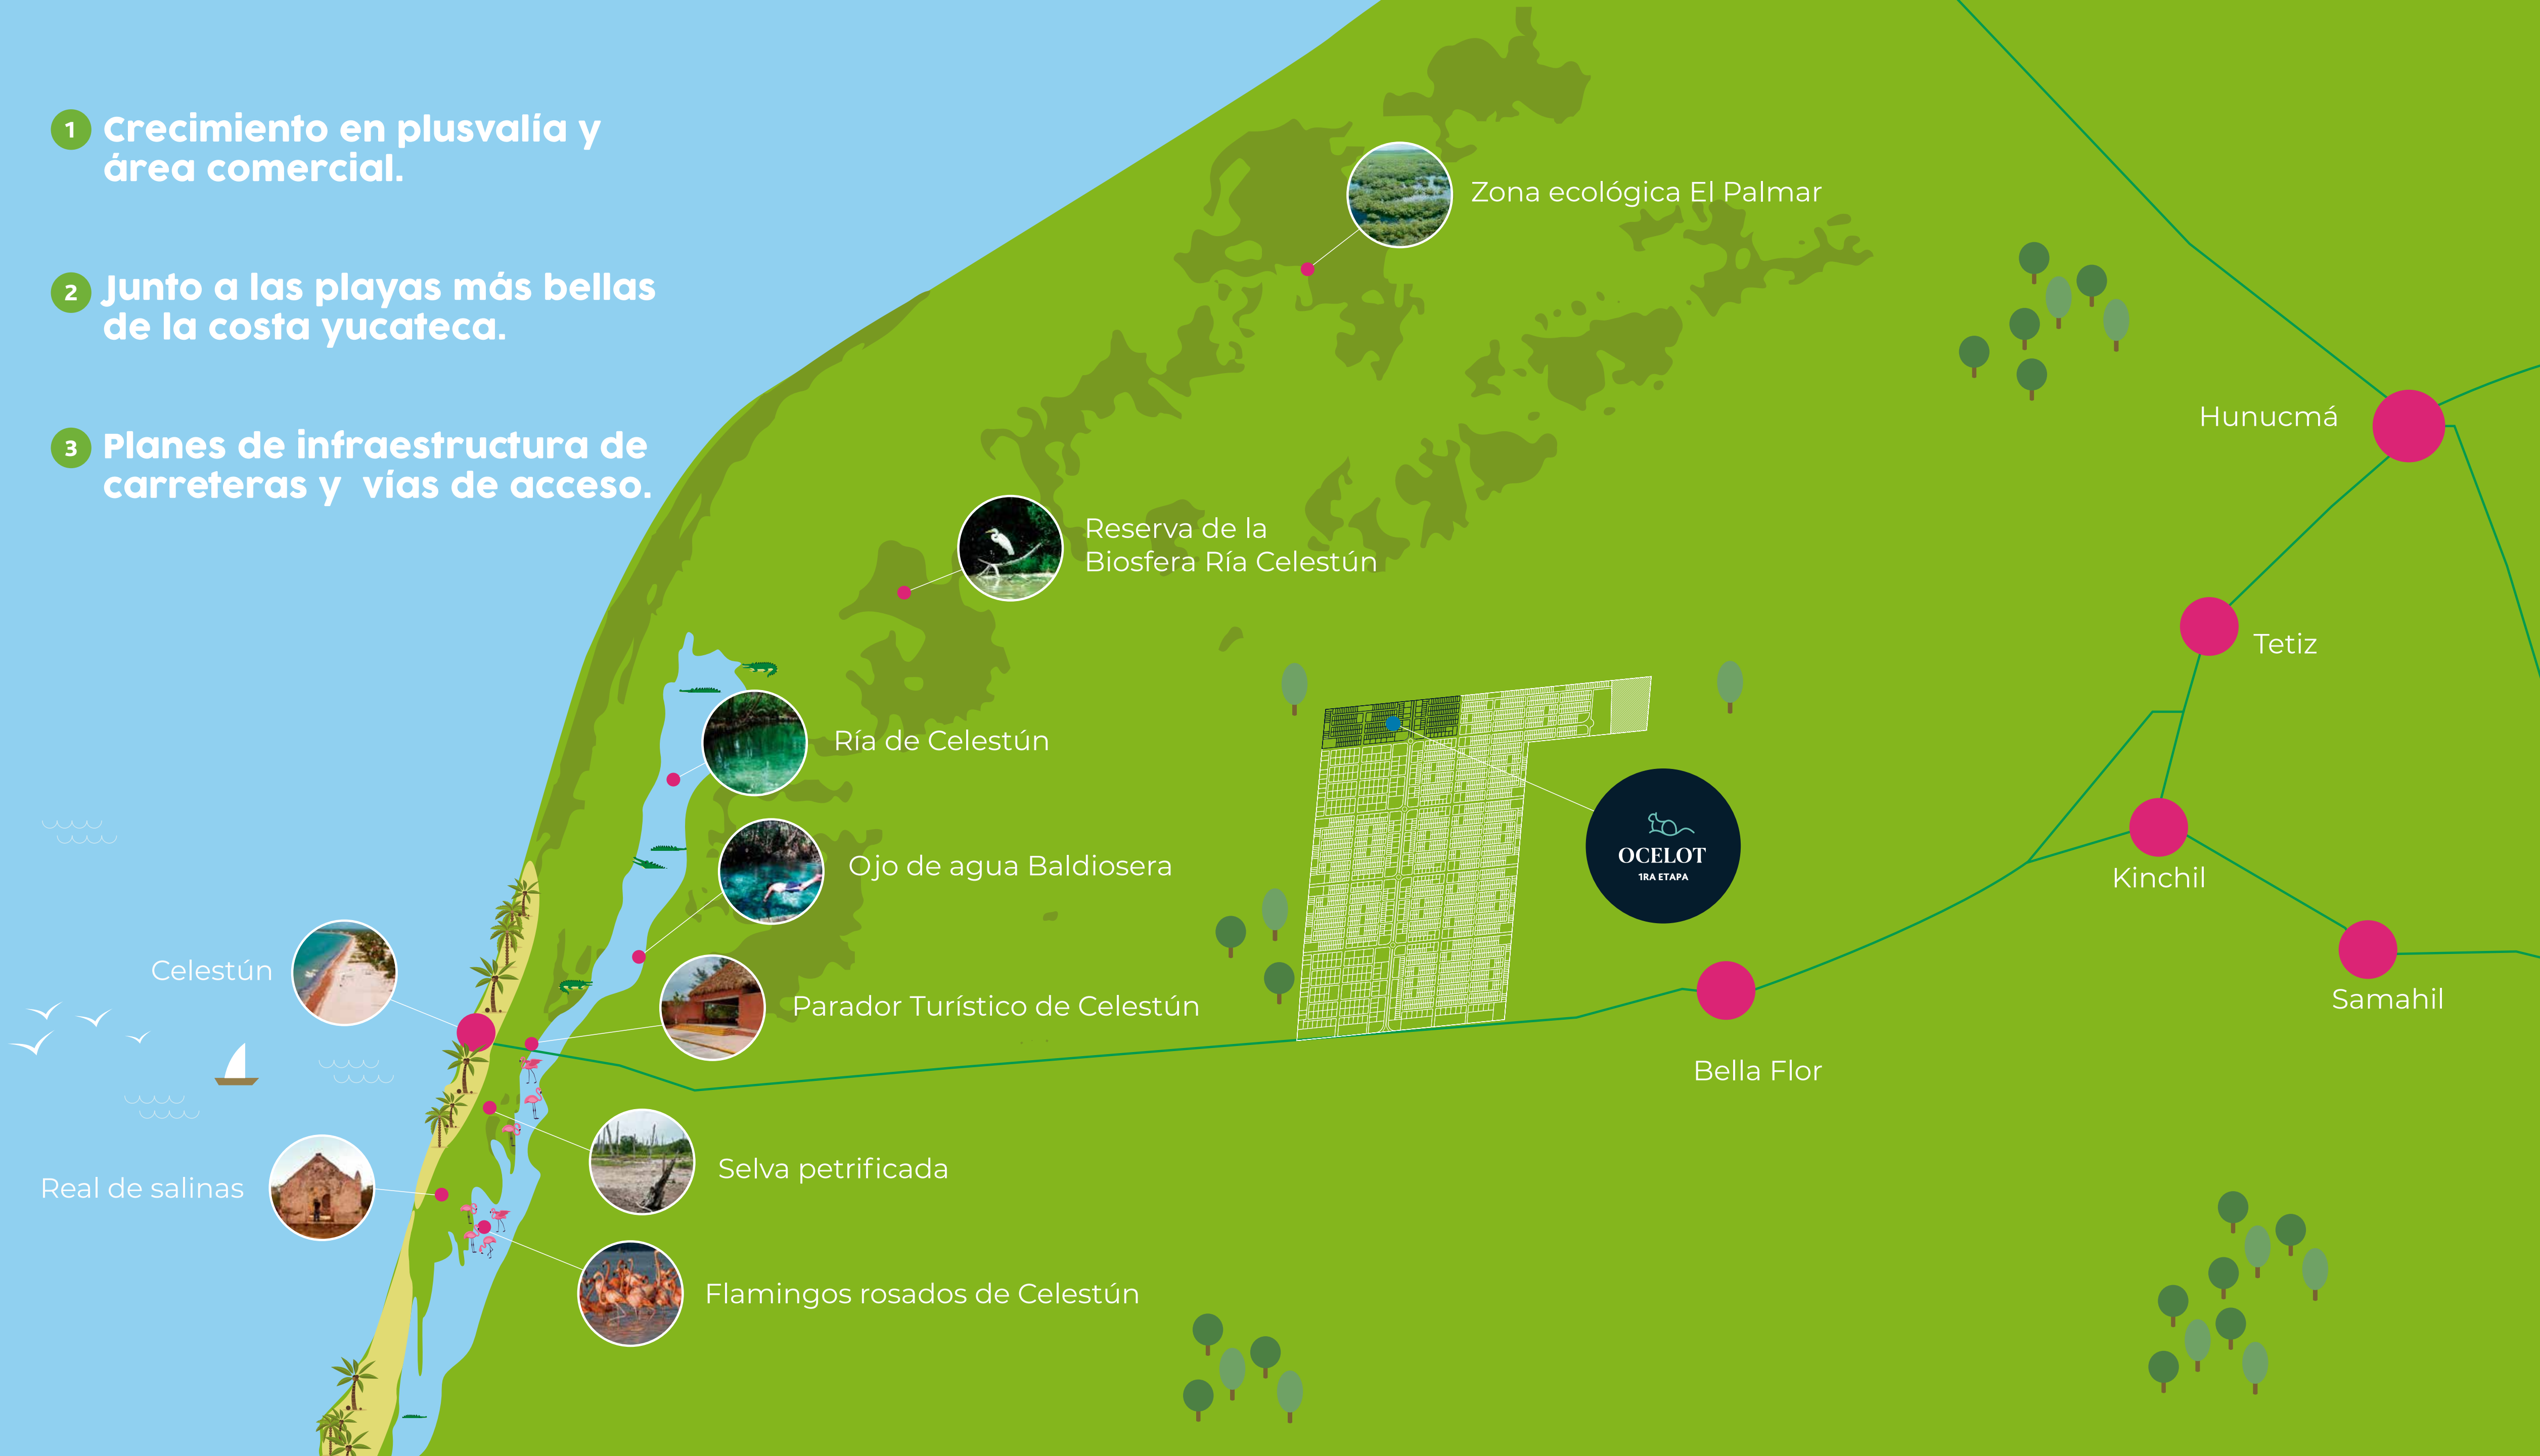 1 Crecimiento en plusvalía y
área comercial.
2 Junto a las playas más bellas
de la costa yucateca.
3 Planes de infraestructura de
carreteras y  vías de acceso.
Zona ecológica El Palmar
Hunucmá
Reserva de la
Biosfera Ría Celestún
Tetiz
Ría de Celestún
OCELOT
1RA ETAPA
Ojo de agua Baldiosera
Kinchil
Celestún
Parador Turístico de Celestún
Samahil
Bella Flor
Selva petrificada
Real de salinas
Flamingos rosados de Celestún